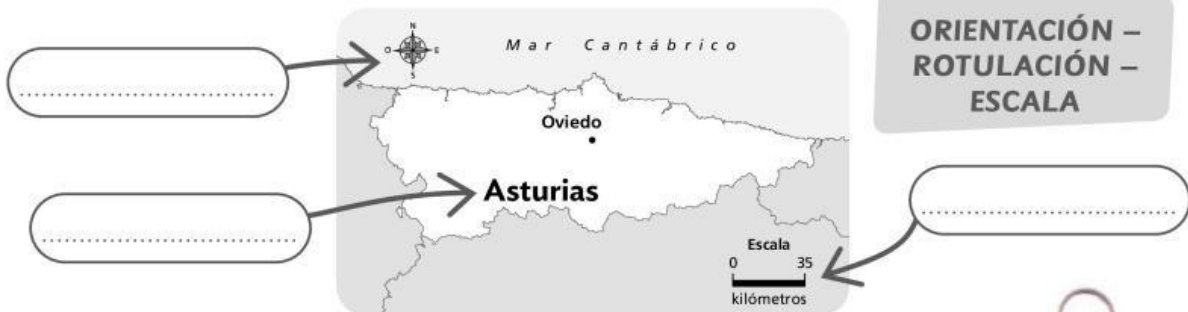 N
O E
S
Mar Cantábrico
ORIENTACIÓN –
ROTULACIÓN –
ESCALA
Oviedo
Asturias
Escala
0 35
kilómetros